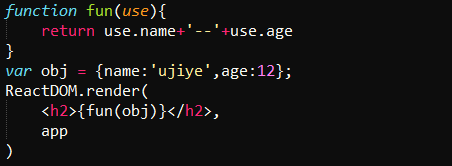 function fun(use){
    return use.name+'--'+use.age
}
var obj = {name:'ujiye',age:12};
ReactDOM.render(
    <h2>{fun(obj)}</h2>,
    app
)